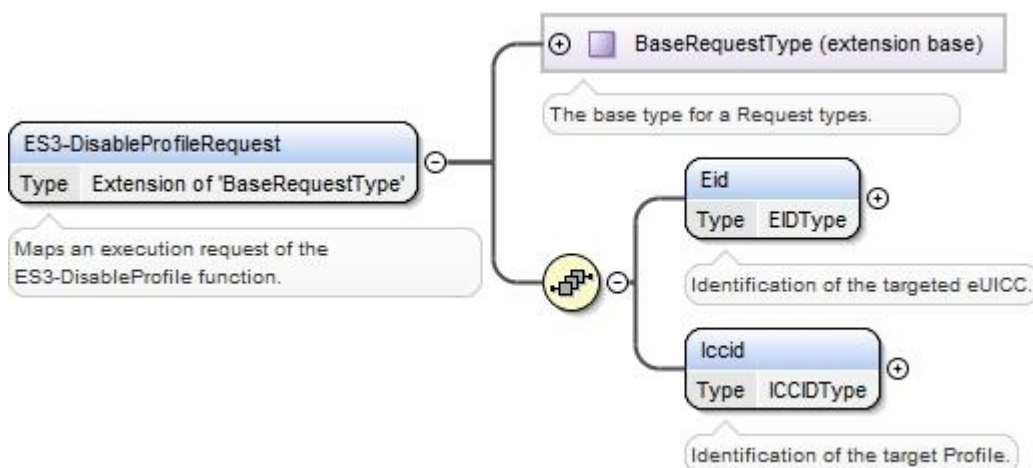 BaseRequestType (extension base)
The base type for a Request types.
ES3-DisableProfileRequest
Type Extension of 'BaseRequestType'
Maps an execution request of the
ES3-DisableProfile function.
Eid
Type EIDType
Identification of the targeted eUICC.
Iccid
Type ICCIDType
Identification of the target Profile.